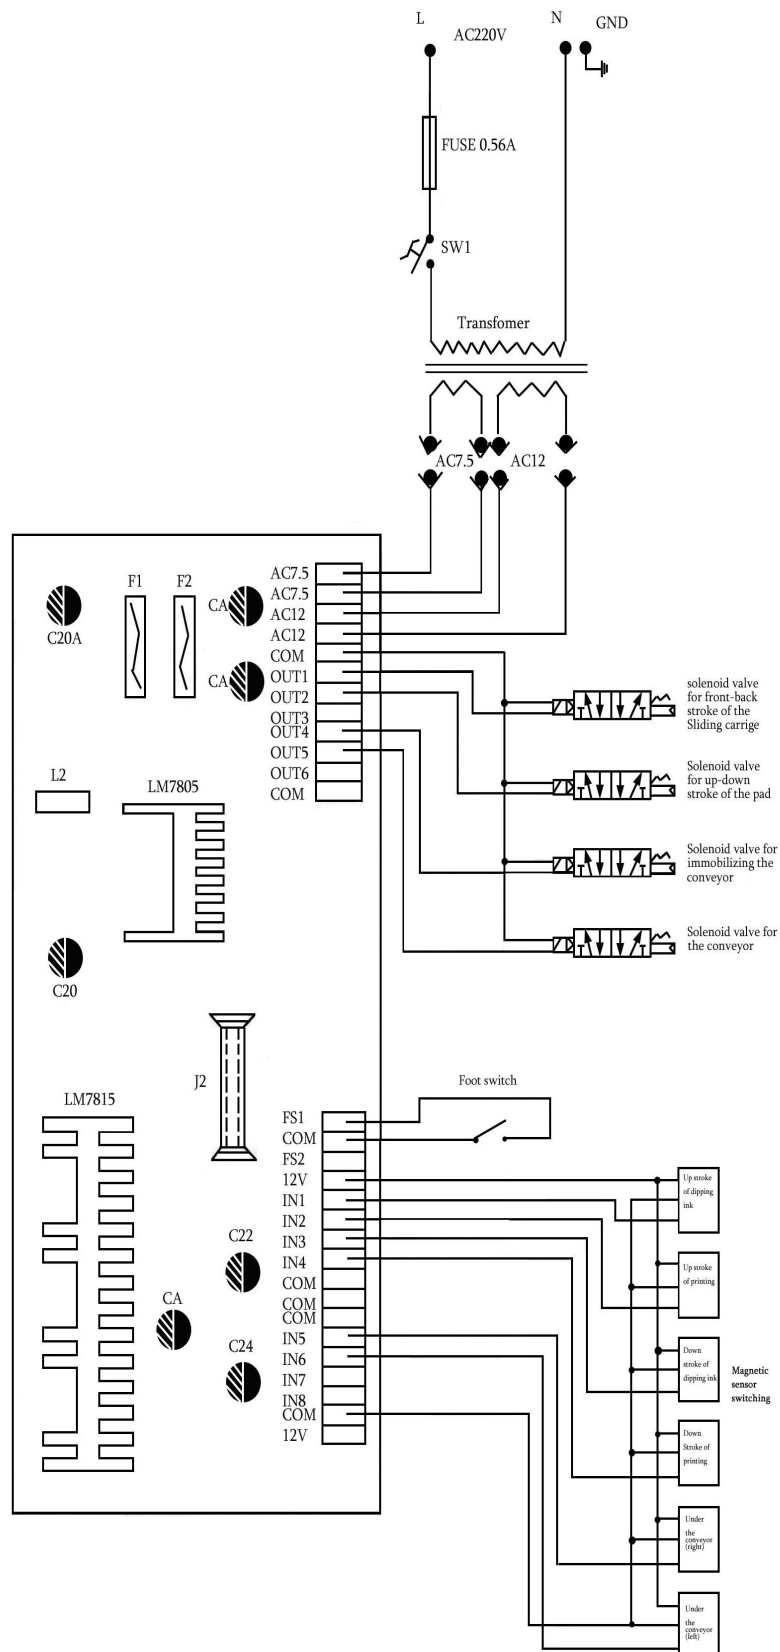 L
AC220V
N
GND
FUSE 0.56A
SW1
Transfomer
AC7.5
AC12
F1
F2
C20A
CA
CA
AC7.5
AC7.5
AC12
AC12
COM
OUT1
OUT2
OUT3
OUT4
OUT5
OUT6
COM
solenoid valve
for front-back
stroke of the
Sliding carrige
Solenoid valve
for up-down
stroke of the pad
Solenoid valve for
immobilizing the
conveyor
Solenoid valve for
the conveyor
L2
LM7805
C20
J2
LM7815
Foot switch
FS1
COM
FS2
12V
IN1
IN2
IN3
IN4
COM
COM
COM
IN5
IN6
IN7
IN8
COM
12V
C22
CA
C24
Up stroke
of dipping
ink
Up stroke
of printing
Down
stroke of
dipping ink
Magnetic
sensor
switching
Down
Stroke of
printing
Under
the
conveyor
(right)
Under
the
conveyor
(left)